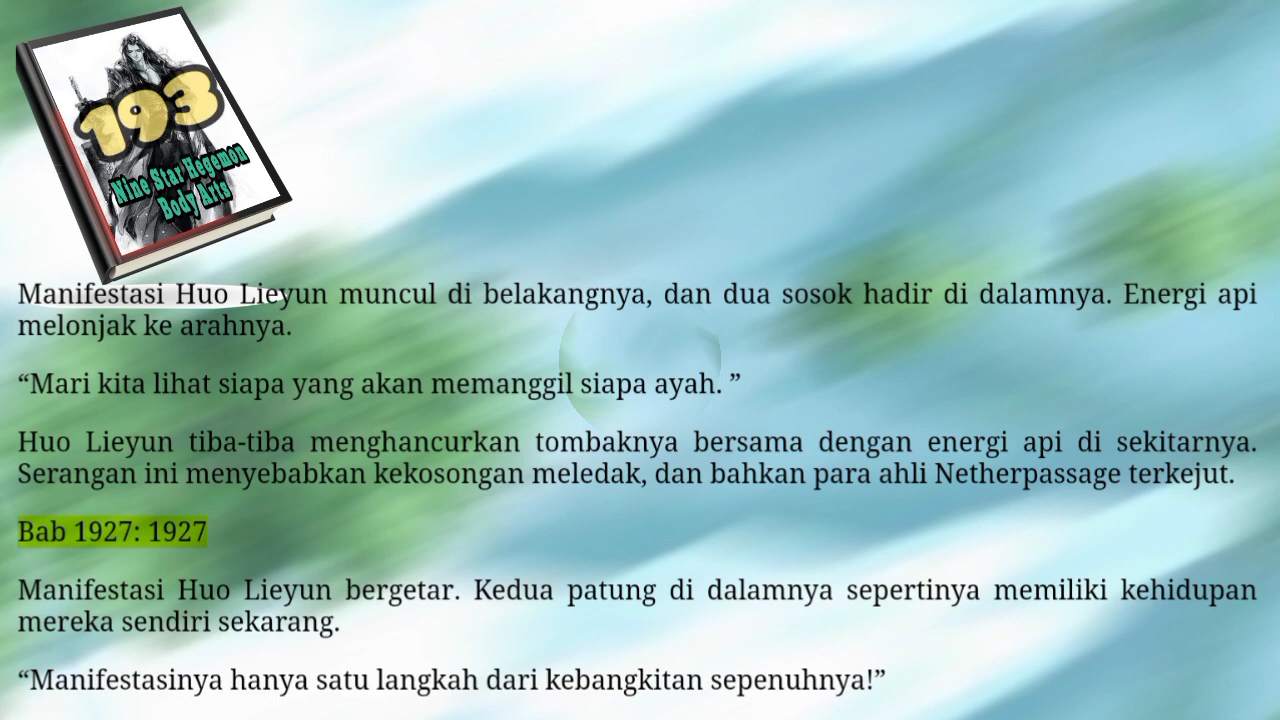 193
Nine Star Hegemon
Body Arts
Manifestasi Huo Lieyun muncul di belakangnya, dan dua sosok hadir di dalamnya. Energi api
melonjak ke arahnya.
“Mari kita lihat siapa yang akan memanggil siapa ayah. ”
Huo Lieyun tiba-tiba menghancurkan tombaknya bersama dengan energi api di sekitarnya.
Serangan ini menyebabkan kekosongan meledak, dan bahkan para ahli Netherpassage terkejut.
Bab 1927: 1927
Manifestasi Huo Lieyun bergetar. Kedua patung di dalamnya sepertinya memiliki kehidupan
mereka sendiri sekarang.
“Manifestasinya hanya satu langkah dari kebangkitan sepenuhnya!”